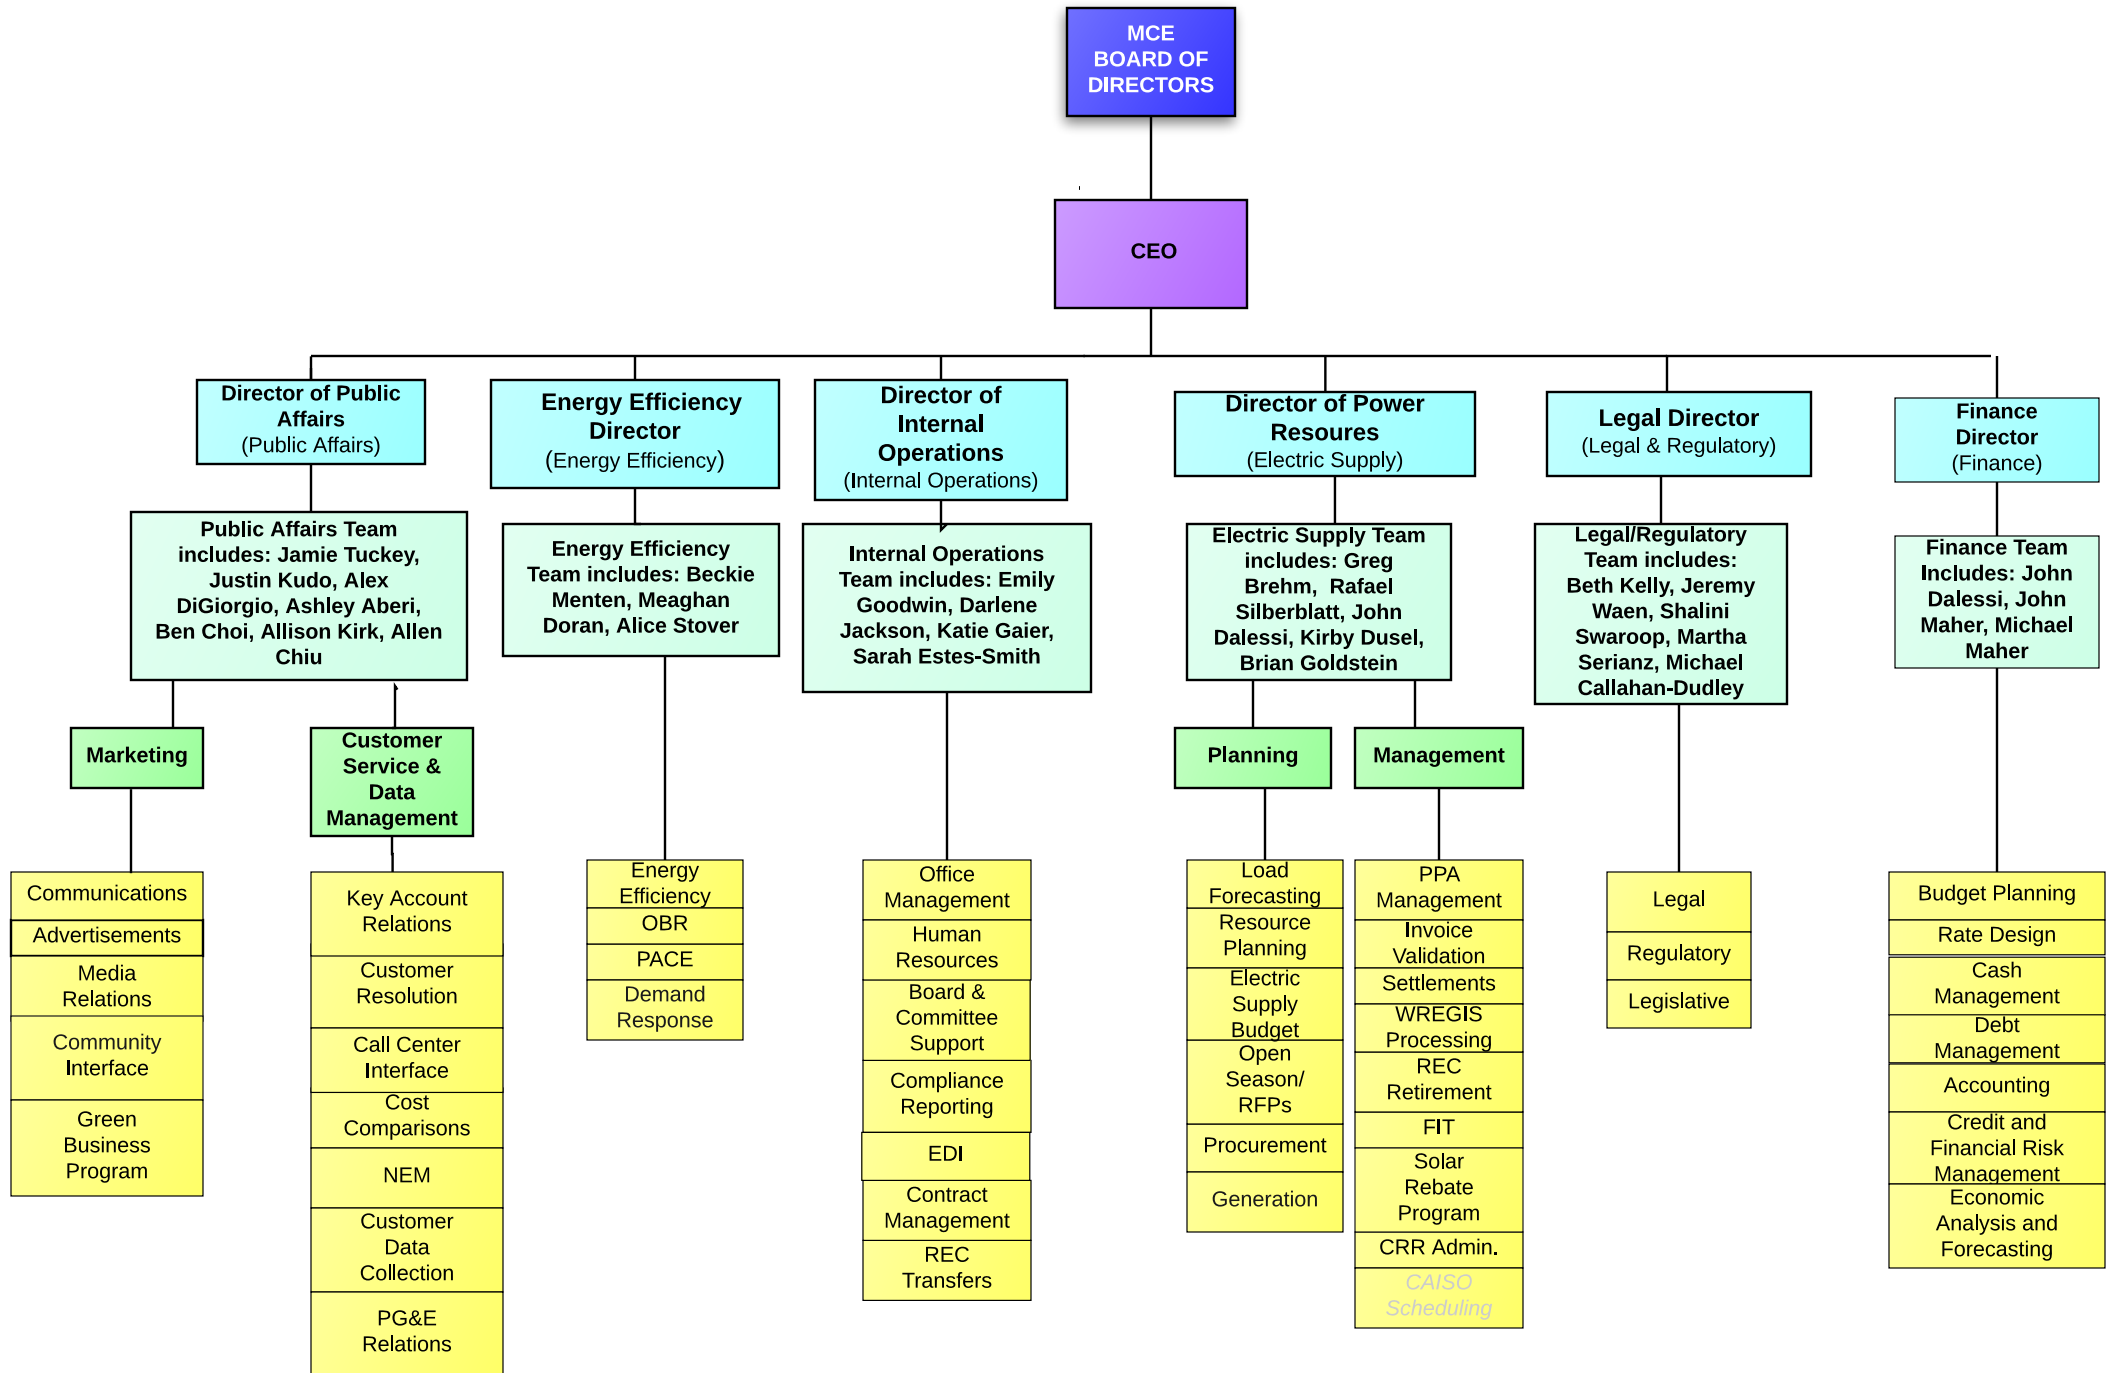 MCE
BOARD OF
DIRECTORS
CEO
Director of Public
Affairs
(Public Affairs)
Energy Efficiency
Director
(Energy Efficiency)
Director of
Internal
Operations
(Internal Operations)
Director of Power
Resoures
(Electric Supply)
Legal Director
(Legal & Regulatory)
Finance
Director
(Finance)
Public Affairs Team
includes: Jamie Tuckey,
Justin Kudo, Alex
DiGiorgio, Ashley Aberi,
Ben Choi, Allison Kirk, Allen
Chiu
Energy Efficiency
Team includes: Beckie
Menten, Meaghan
Doran, Alice Stover
Internal Operations
Team includes: Emily
Goodwin, Darlene
Jackson, Katie Gaier,
Sarah Estes-Smith
Electric Supply Team
includes: Greg
Brehm, Rafael
Silberblatt, John
Dalessi, Kirby Dusel,
Brian Goldstein
Legal/Regulatory
Team includes:
Beth Kelly, Jeremy
Waen, Shalini
Swaroop, Martha
Serianz, Michael
Callahan-Dudley
Finance Team
Includes: John
Dalessi, John
Maher, Michael
Maher
Marketing
Customer
Service &
Data
Management
Planning
Management
Communications
Advertisements
Media
Relations
Community
Interface
Green
Business
Program
Key Account
Relations
Customer
Resolution
Call Center
Interface
Cost
Comparisons
NEM
Customer
Data
Collection
PG&E
Relations
Energy
Efficiency
OBR
PACE
Demand
Response
Office
Management
Human
Resources
Board &
Committee
Support
Compliance
Reporting
EDI
Contract
Management
REC
Transfers
Load
Forecasting
Resource
Planning
Electric
Supply
Budget
Open
Season/
RFPs
Procurement
Generation
PPA
Management
Invoice
Validation
Settlements
WREGIS
Processing
REC
Retirement
FIT
Solar
Rebate
Program
CRR Admin.
CAISO
Scheduling
Legal
Regulatory
Legislative
Budget Planning
Rate Design
Cash
Management
Debt
Management
Accounting
Credit and
Financial Risk
Management
Economic
Analysis and
Forecasting